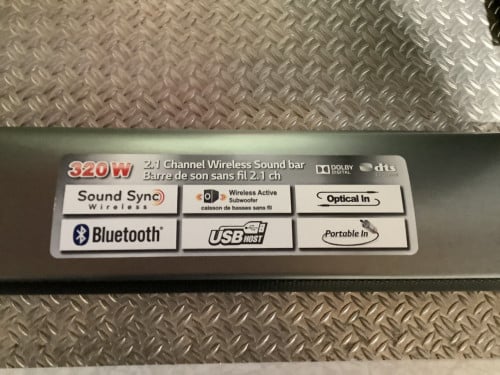 320 W 2.1 Channel Wireless Sound bar
Barre de son sans fil 2.1 ch
DOLBY
DIGITAL
dts
Sound Sync
Wireless
Wireless Active
Subwoofer
caisson de basses sans fil
Optical In
Bluetooth®
USB HOST
Portable In